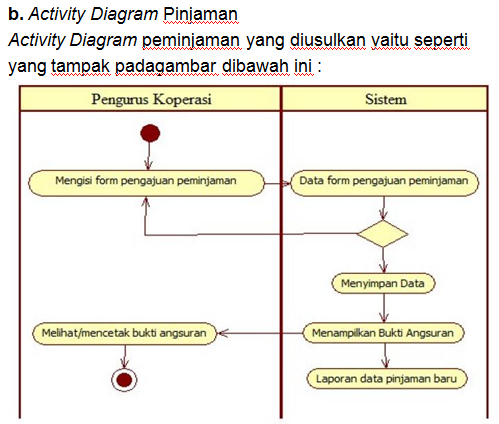 b. Activity Diagram Pinjaman
Activity Diagram peminjaman yang diusulkan yaitu seperti
yang tampak padagambar dibawah ini :
Pengurus Koperasi
Sistem
Mengisi form pengajuan peminjaman
Data form pengajuan peminjaman
Menyimpan Data
Melihat/mencetak bukti angsuran
Menampilkan Bukti Angsuran
Laporan data pinjaman baru